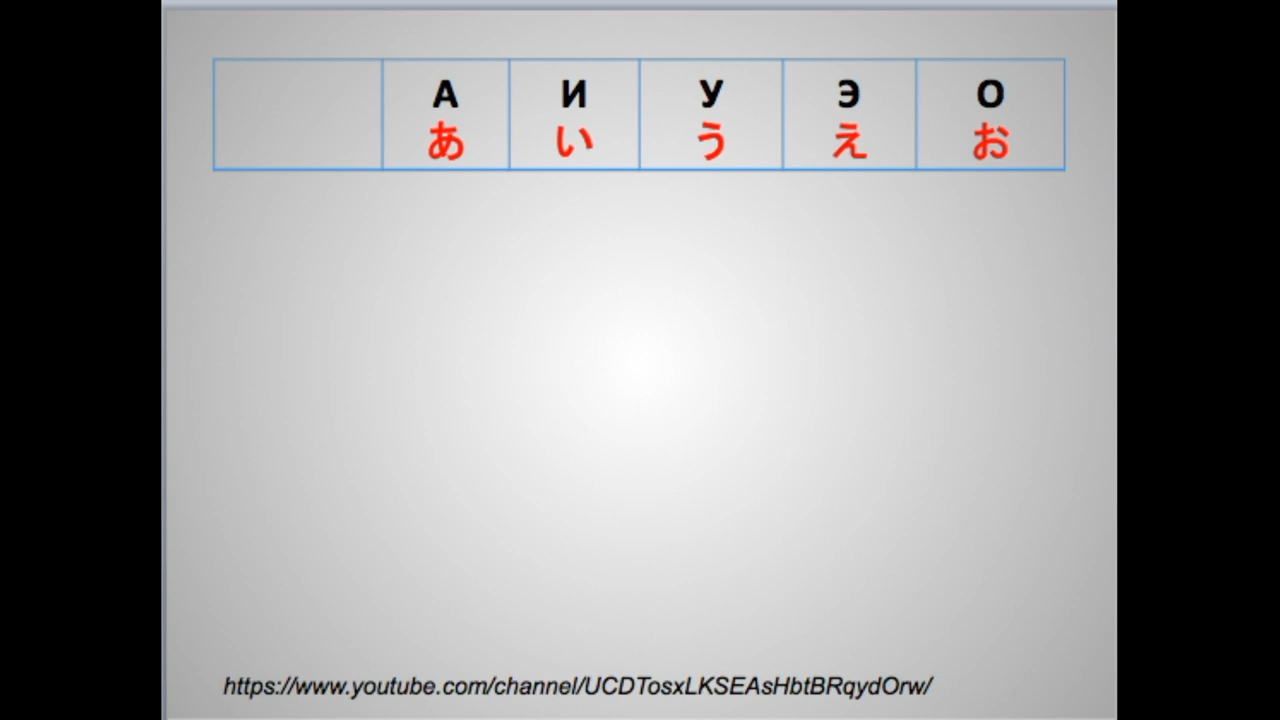 А И У Э О
あ い う え お
https://www.youtube.com/channel/UCDTosxLKSEAsHbtBRqydOrw/